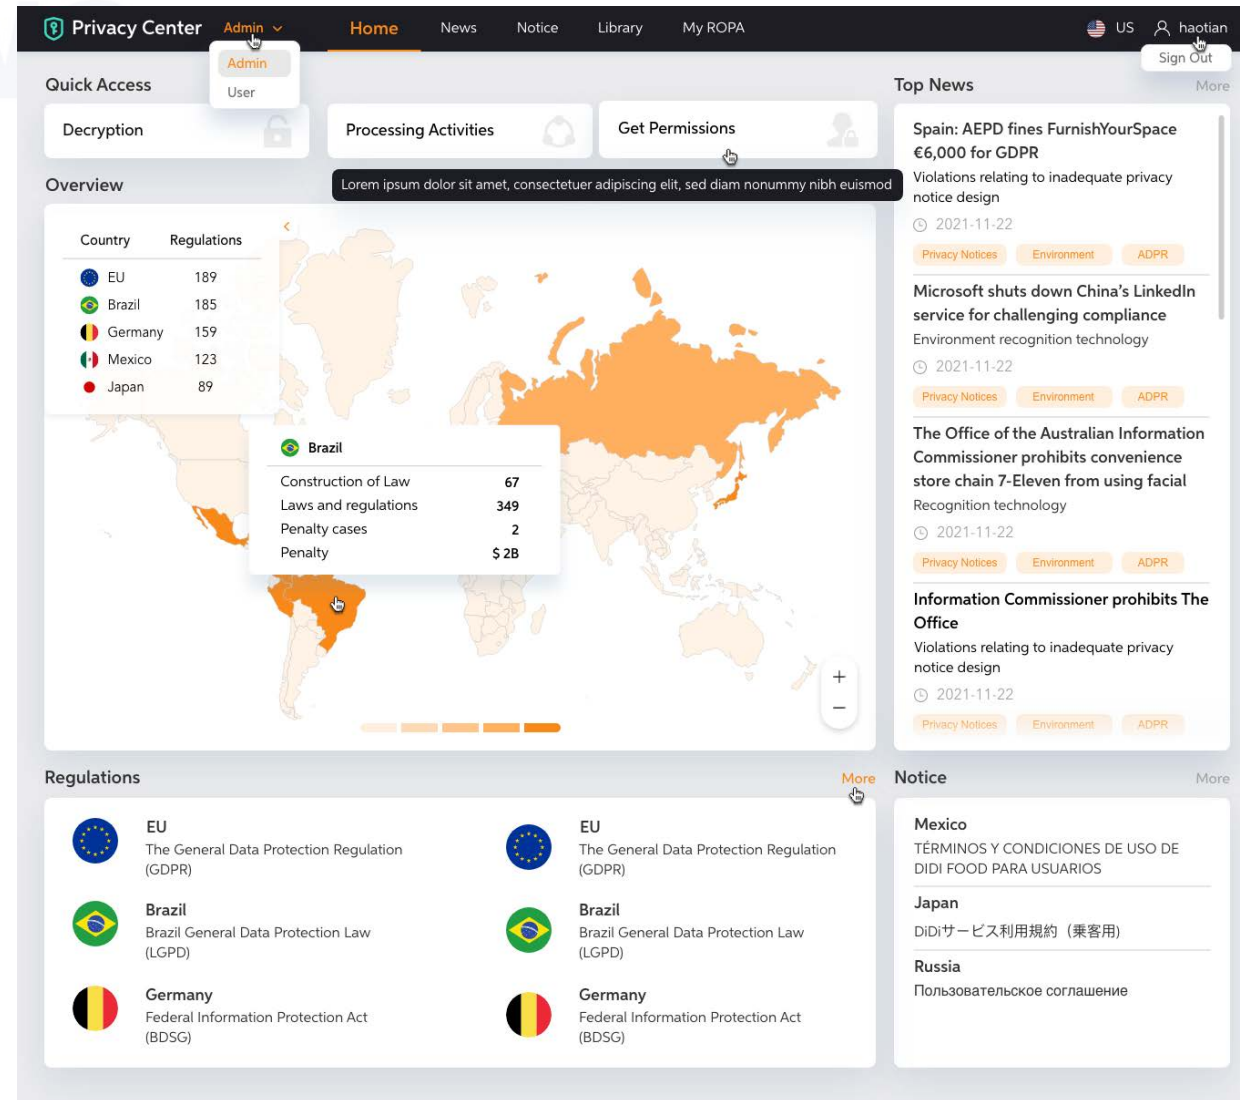 Privacy Center
Admin
Home
News
Notice
Library
My ROPA
US
haotian
Admin
User
Sign Out
Quick Access
Decryption
Processing Activities
Get Permissions
Lorem ipsum dolor sit amet, consectetuer adipiscing elit, sed diam nonummy nibh euismod
Overview
Country Regulations
EU 189
Brazil 185
Germany 159
Mexico 123
Japan 89
Brazil
Construction of Law 67
Laws and regulations 349
Penalty cases 2
Penalty $ 2B
+
−
Top News
More
Spain: AEPD fines FurnishYourSpace
€6,000 for GDPR
Violations relating to inadequate privacy
notice design
2021-11-22
Privacy Notices Environment ADPR
Microsoft shuts down China’s LinkedIn
service for challenging compliance
Environment recognition technology
2021-11-22
Privacy Notices Environment ADPR
The Office of the Australian Information
Commissioner prohibits convenience
store chain 7-Eleven from using facial
Recognition technology
2021-11-22
Privacy Notices Environment ADPR
Information Commissioner prohibits The
Office
Violations relating to inadequate privacy
notice design
2021-11-22
Privacy Notices Environment ADPR
Regulations
More
EU
The General Data Protection Regulation
(GDPR)
EU
The General Data Protection Regulation
(GDPR)
Brazil
Brazil General Data Protection Law
(LGPD)
Brazil
Brazil General Data Protection Law
(LGPD)
Germany
Federal Information Protection Act
(BDSG)
Germany
Federal Information Protection Act
(BDSG)
Notice
More
Mexico
TÉRMINOS Y CONDICIONES DE USO DE
DIDI FOOD PARA USUARIOS
Japan
DiDiサービス利用規約（乗客用)
Russia
Пользовательское соглашение